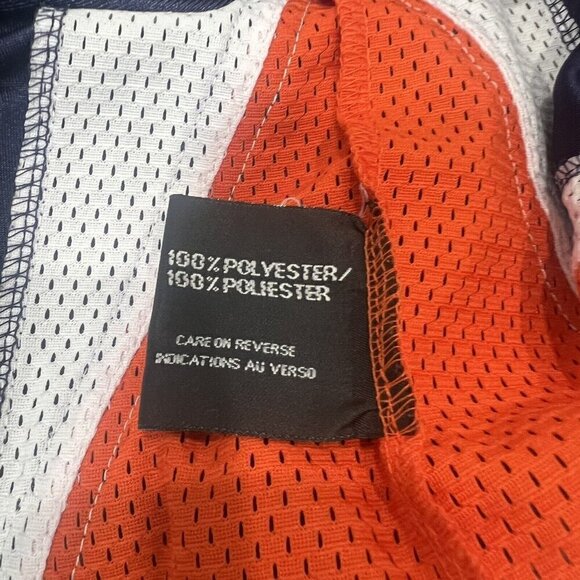 100% POLYESTER/
100% POLIESTER
CARE ON REVERSE
INDICATIONS AU VERSO